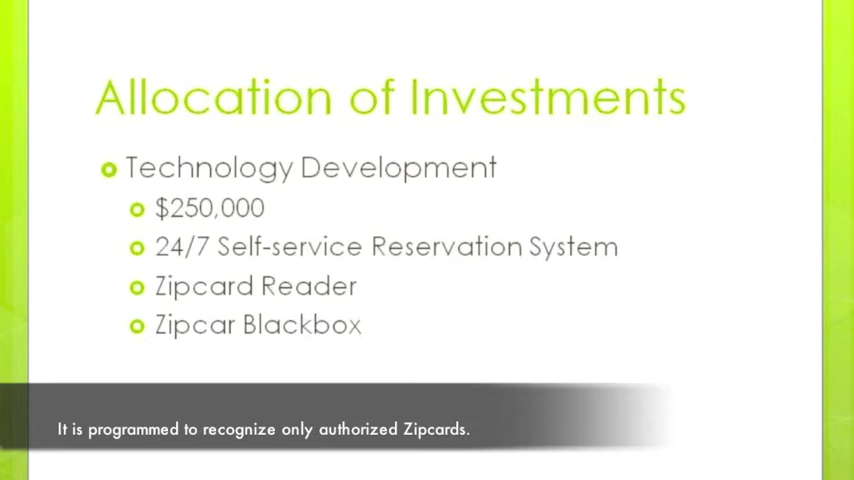 Allocation of Investments
Technology Development
$250,000
24/7 Self-service Reservation System
Zipcard Reader
Zipcar Blackbox
It is programmed to recognize only authorized Zipcards.